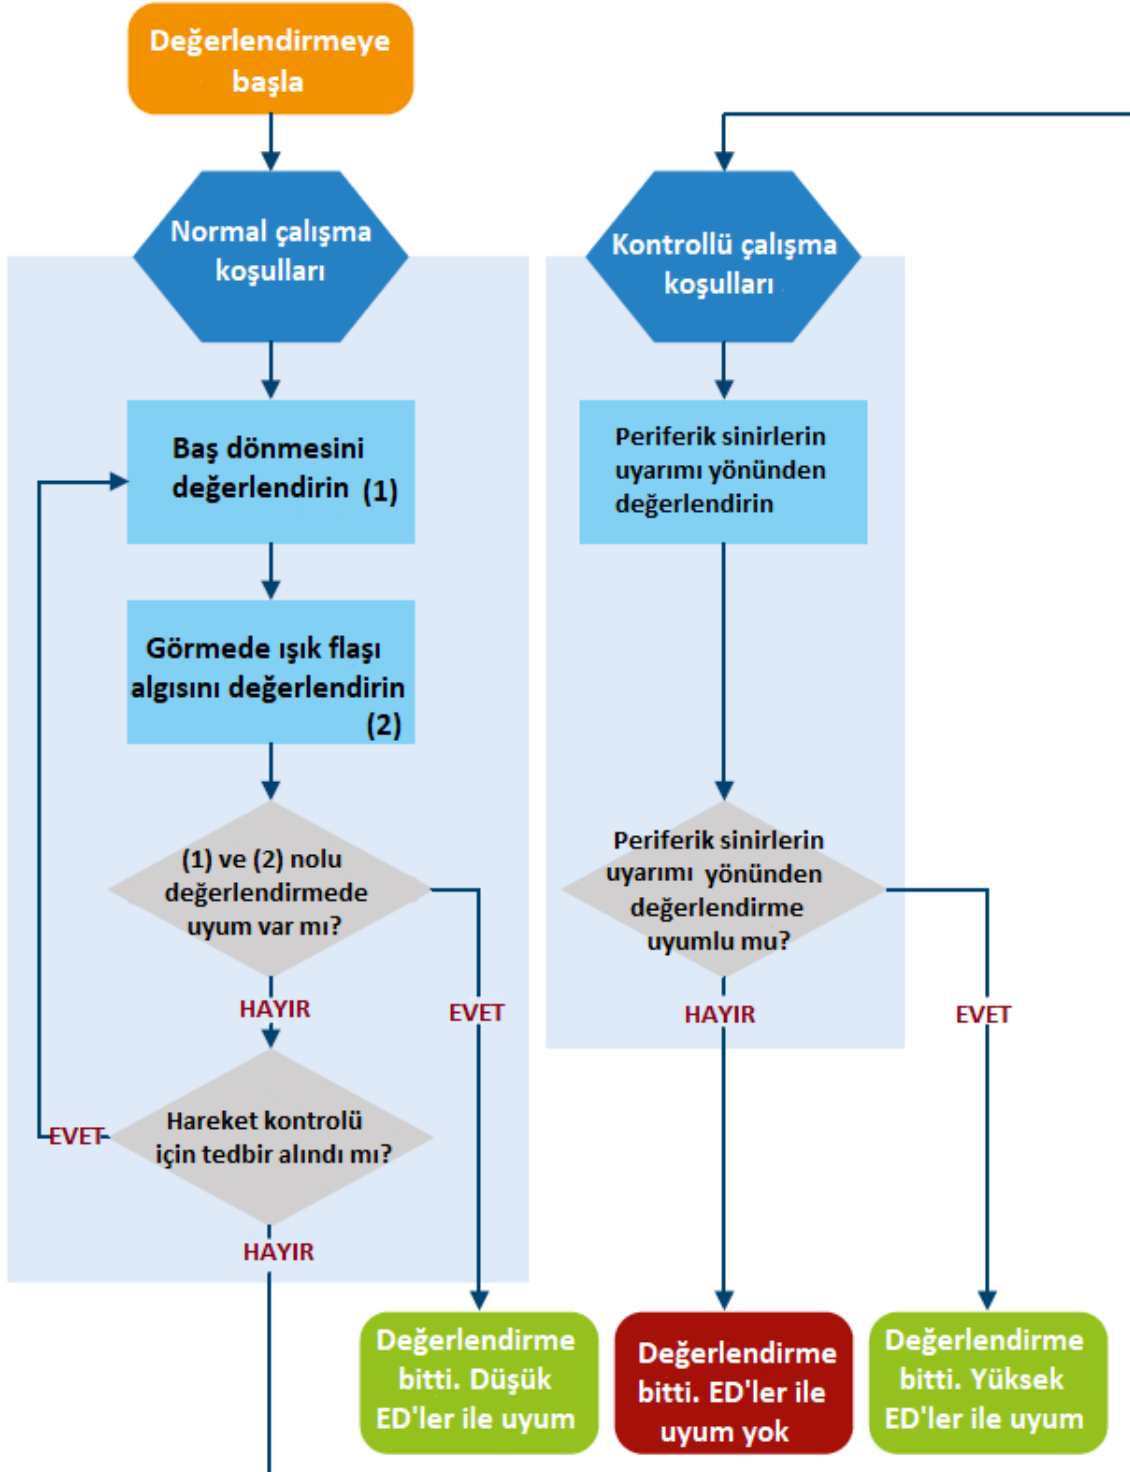 Değerlendirmeye
başla
Normal çalışma
koşulları
Baş dönmesini
değerlendirin (1)
Görmede ışık flaşı
algısını değerlendirin
(2)
(1) ve (2) nolu
değerlendirmede
uyum var mı?
HAYIR
EVET
Hareket kontrolü
için tedbir alındı mı?
EVET
HAYIR
Kontrollü çalışma
koşulları
Periferik sinirlerin
uyarımı yönünden
değerlendirin
Periferik sinirlerin
uyarımı yönünden
değerlendirme
uyumlu mu?
HAYIR
EVET
Değerlendirme
bitti. Düşük
ED'ler ile uyum
Değerlendirme
bitti. ED'ler ile
uyum yok
Değerlendirme
bitti. Yüksek
ED'ler ile uyum